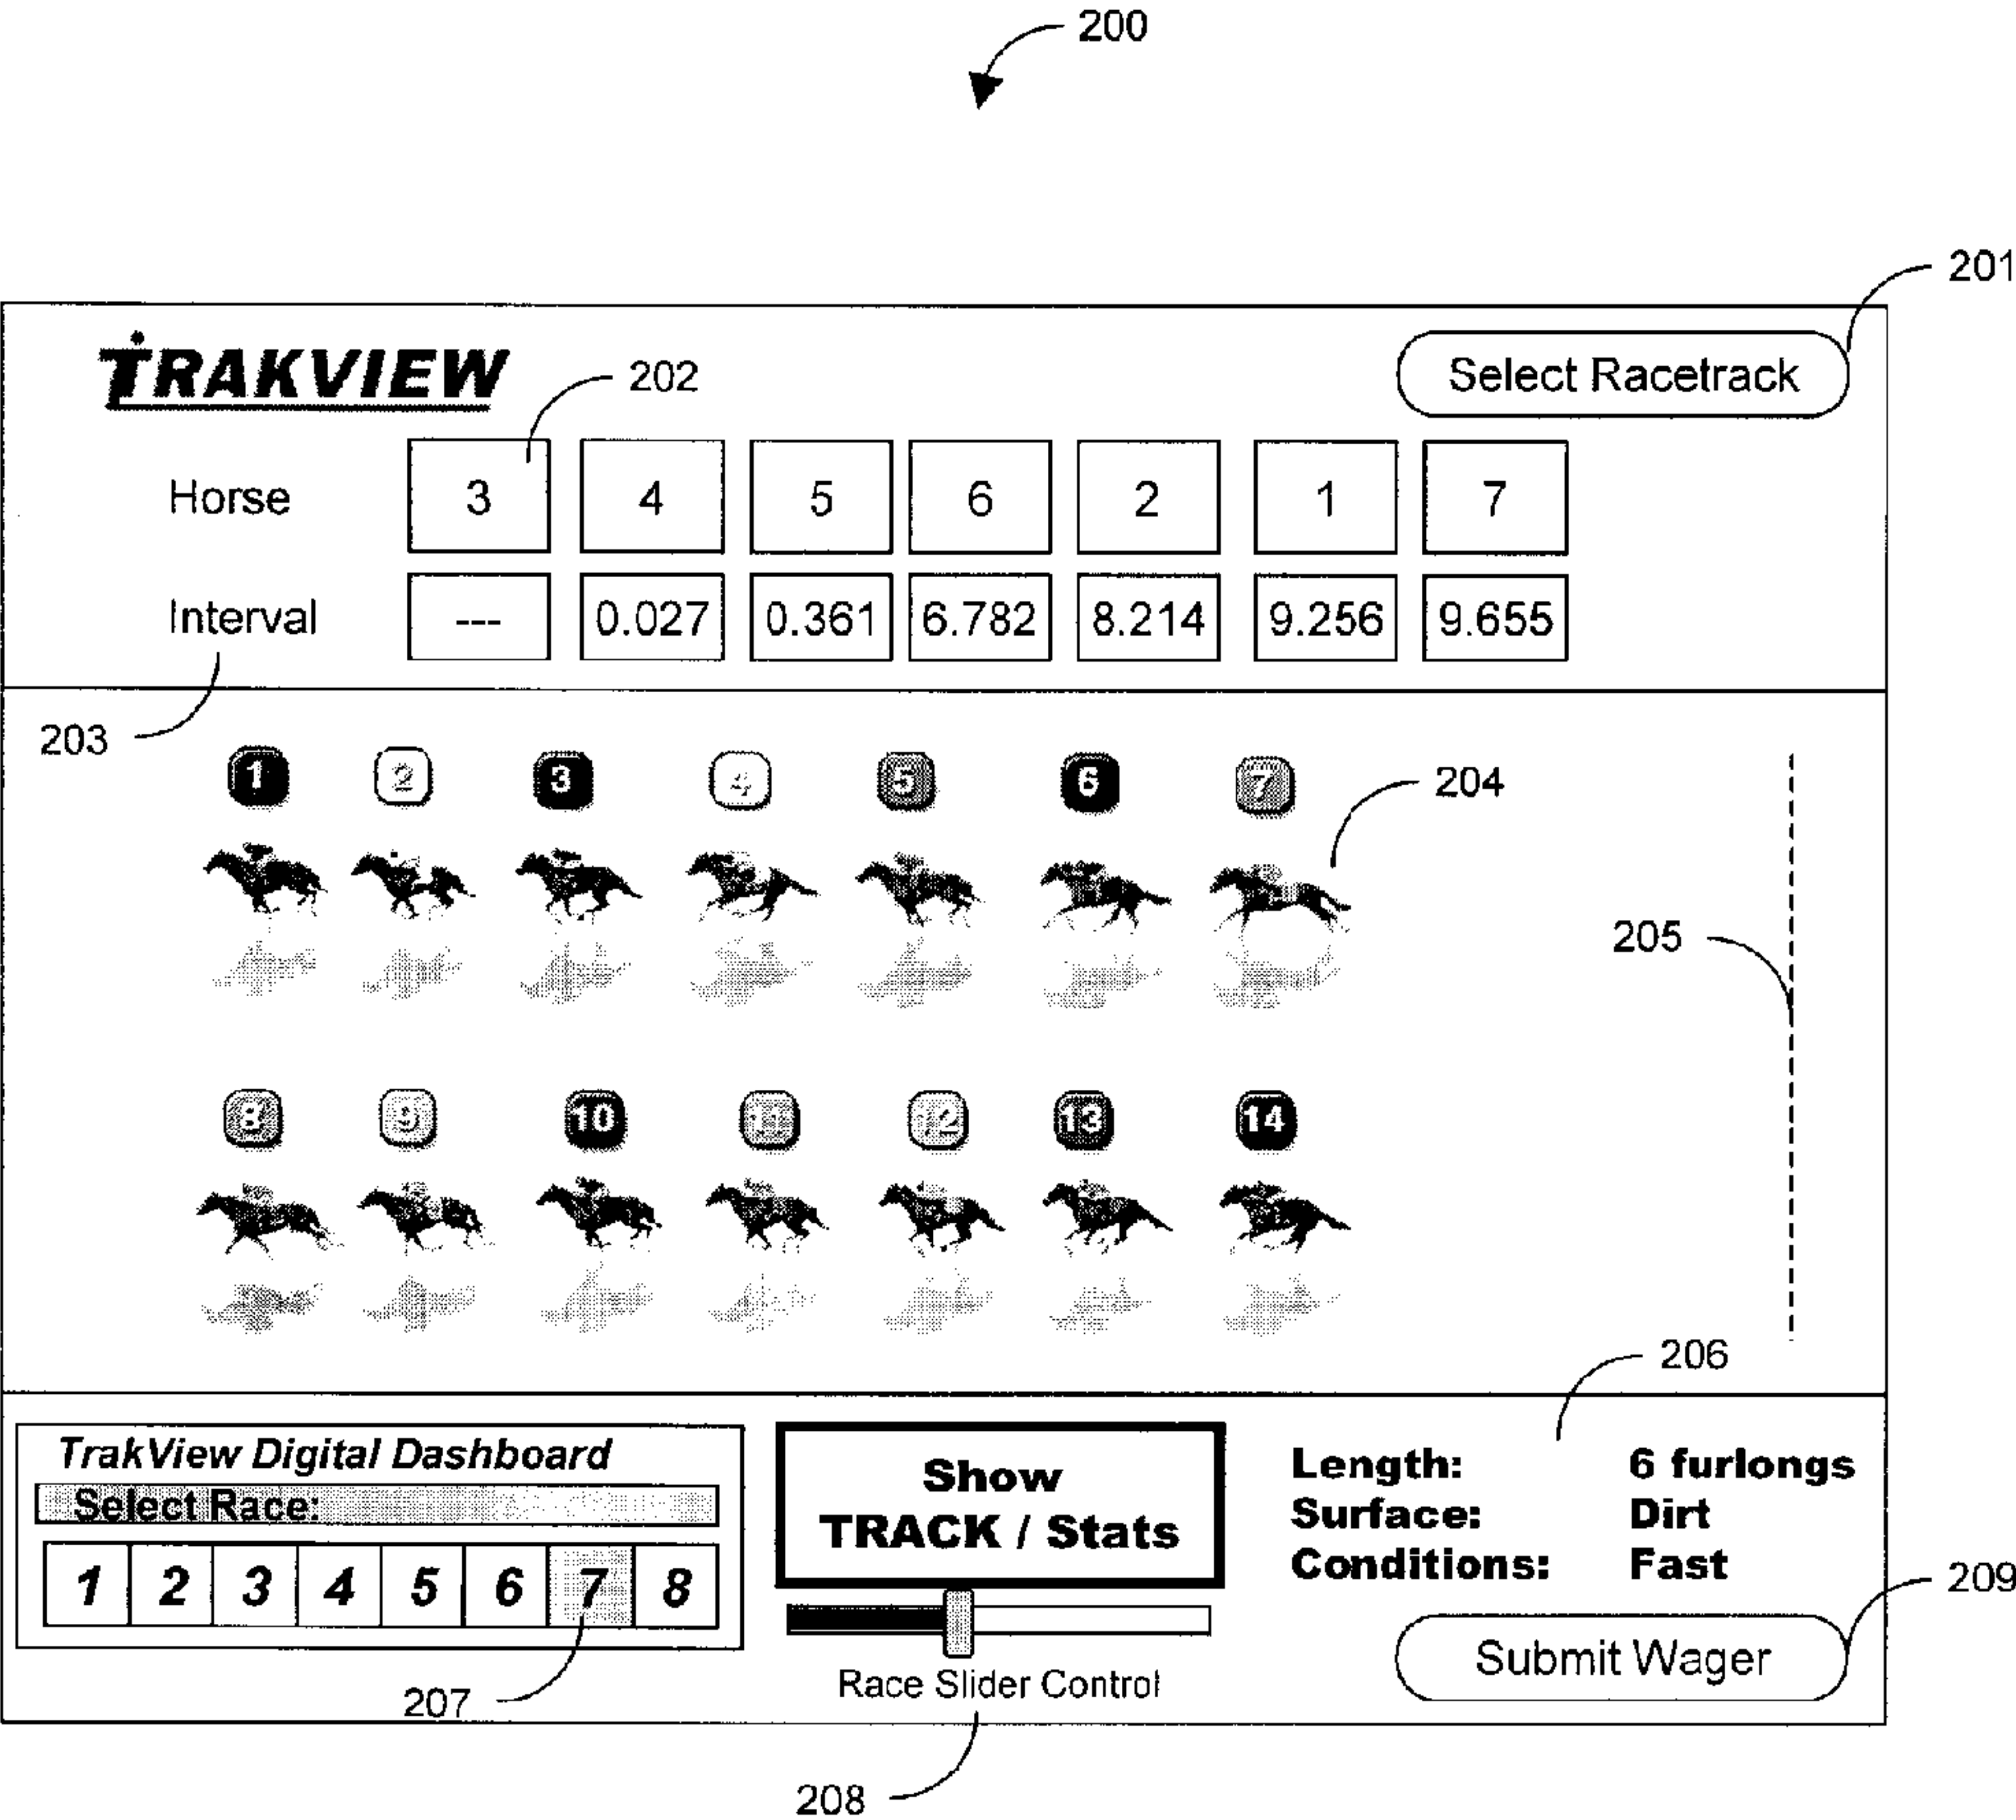 200
201
TRAKVIEW
202
Select Racetrack
Horse 3 4 5 6 2 1 7
Interval --- 0.027 0.361 6.782 8.214 9.256 9.655
203
1 2 3 4 5 6 7
204
205
8 9 10 11 12 13 14
206
TrakView Digital Dashboard
Select Race:
1 2 3 4 5 6 7 8
Show
TRACK / Stats
Length: 6 furlongs
Surface: Dirt
Conditions: Fast
209
Submit Wager
Race Slider Control
207
208